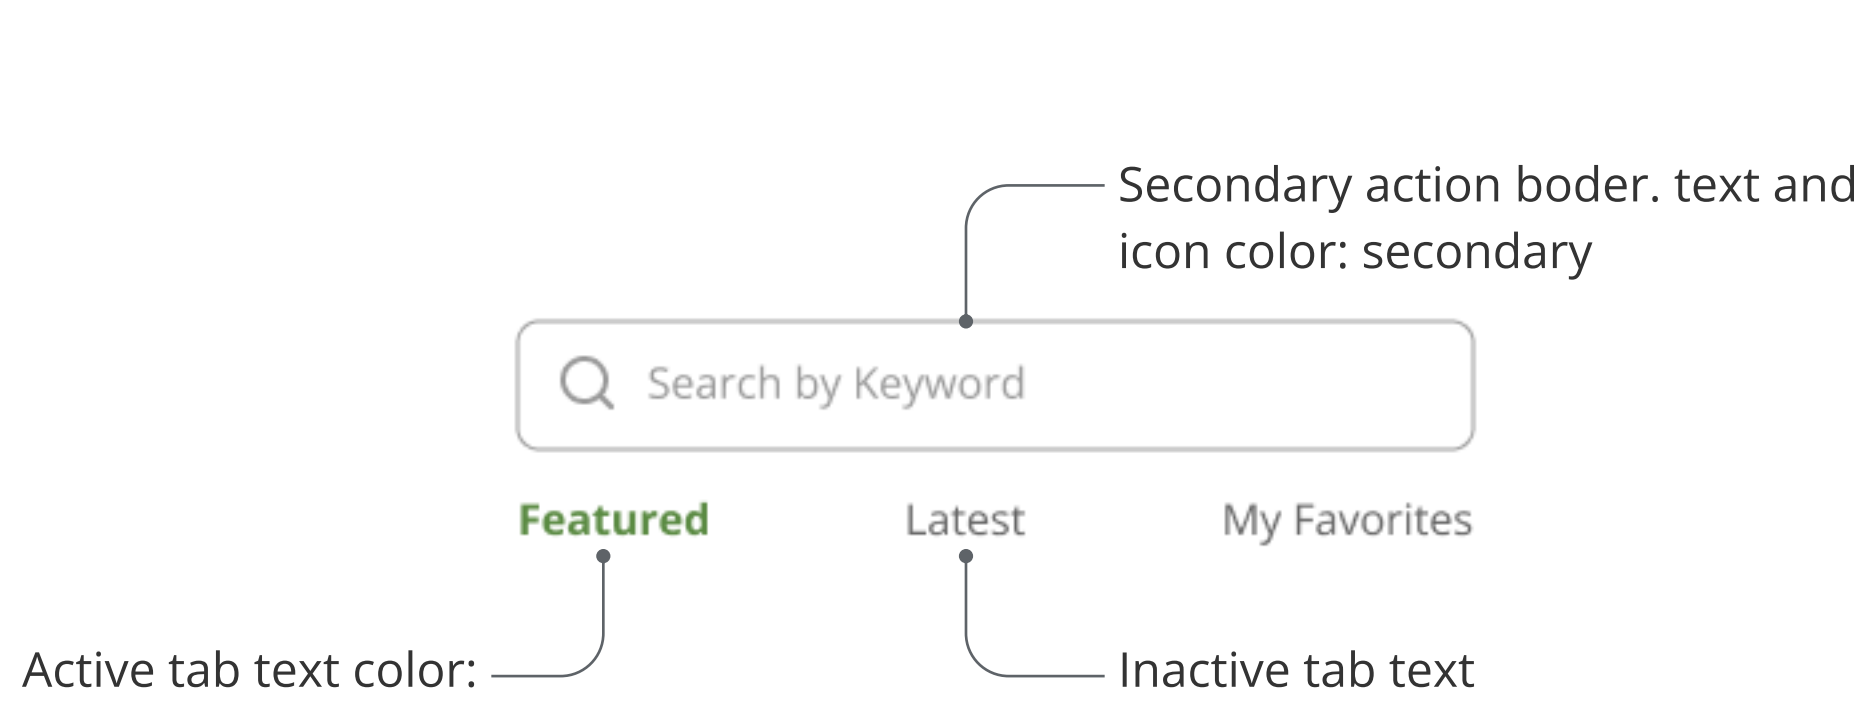 Secondary action boder. text and
icon color: secondary
Search by Keyword
Featured Latest My Favorites
Active tab text color: Inactive tab text